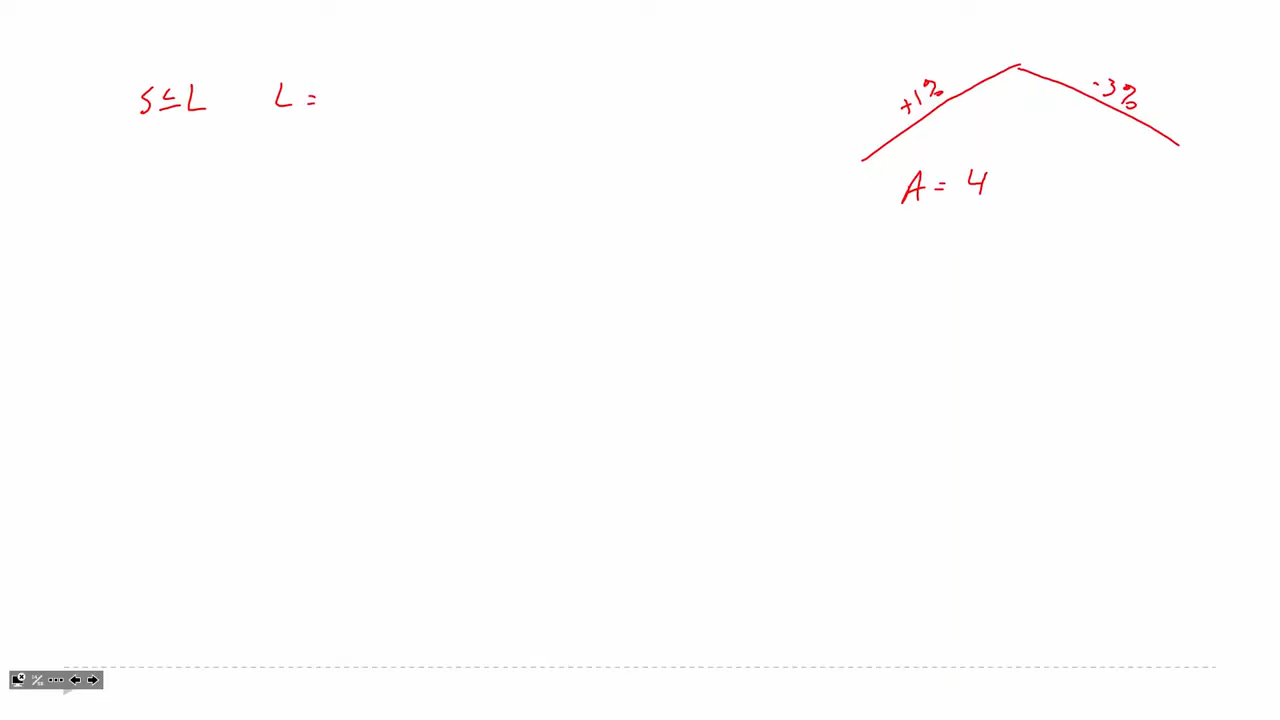 S ≤ L L =
+1%
-3%
A = 4